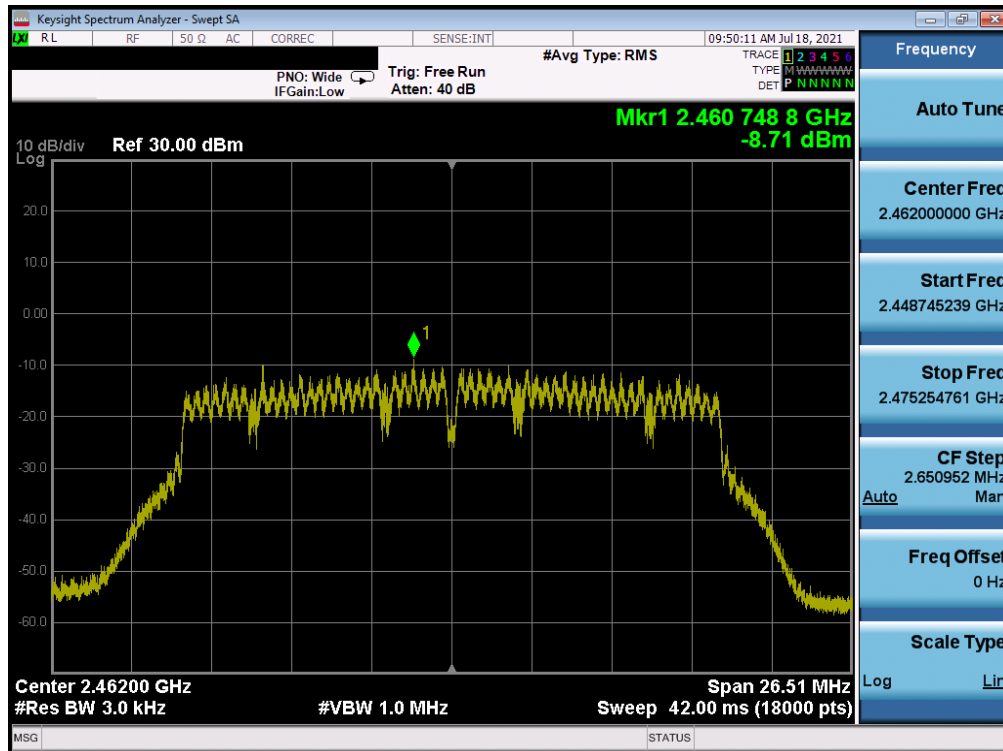 Keysight Spectrum Analyzer - Swept SA
LXI RL RF 50 Ω AC CORREC SENSE:INT 09:50:11 AM Jul 18, 2021
#Avg Type: RMS TRACE 1 2 3 4 5 6
PNO: Wide Trig: Free Run TYPE M W W W W W
IFGain:Low Atten: 40 dB DET P N N N N N
Mkr1 2.460 748 8 GHz
-8.71 dBm
10 dB/div Ref 30.00 dBm
Log
20.0
10.0
0.00
1
-10.0
-20.0
-30.0
-40.0
-50.0
-60.0
Center 2.46200 GHz Span 26.51 MHz
#Res BW 3.0 kHz #VBW 1.0 MHz Sweep 42.00 ms (18000 pts)
MSG STATUS
Frequency
Auto Tune
Center Freq
2.462000000 GHz
Start Freq
2.448745239 GHz
Stop Freq
2.475254761 GHz
CF Step
2.650952 MHz
Auto Man
Freq Offset
0 Hz
Scale Type
Log Lin